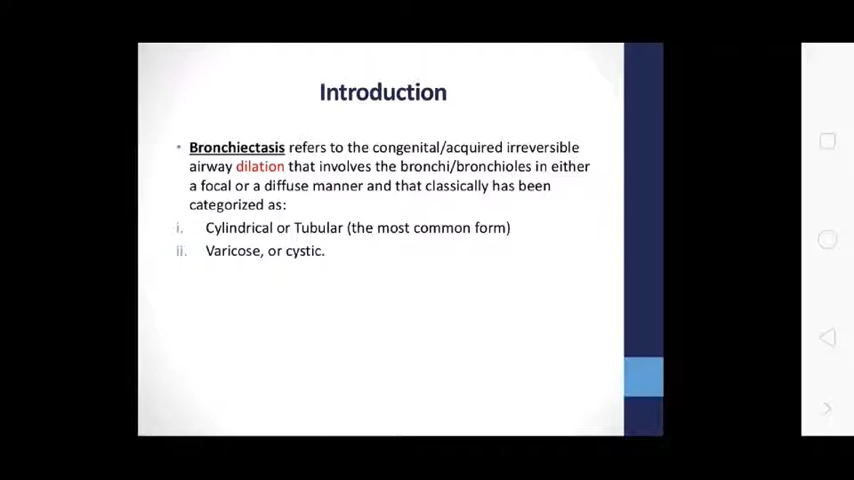 Introduction
• Bronchiectasis refers to the congenital/acquired irreversible
airway dilation that involves the bronchi/bronchioles in either
a focal or a diffuse manner and that classically has been
categorized as:
i. Cylindrical or Tubular (the most common form)
ii. Varicose, or cystic.